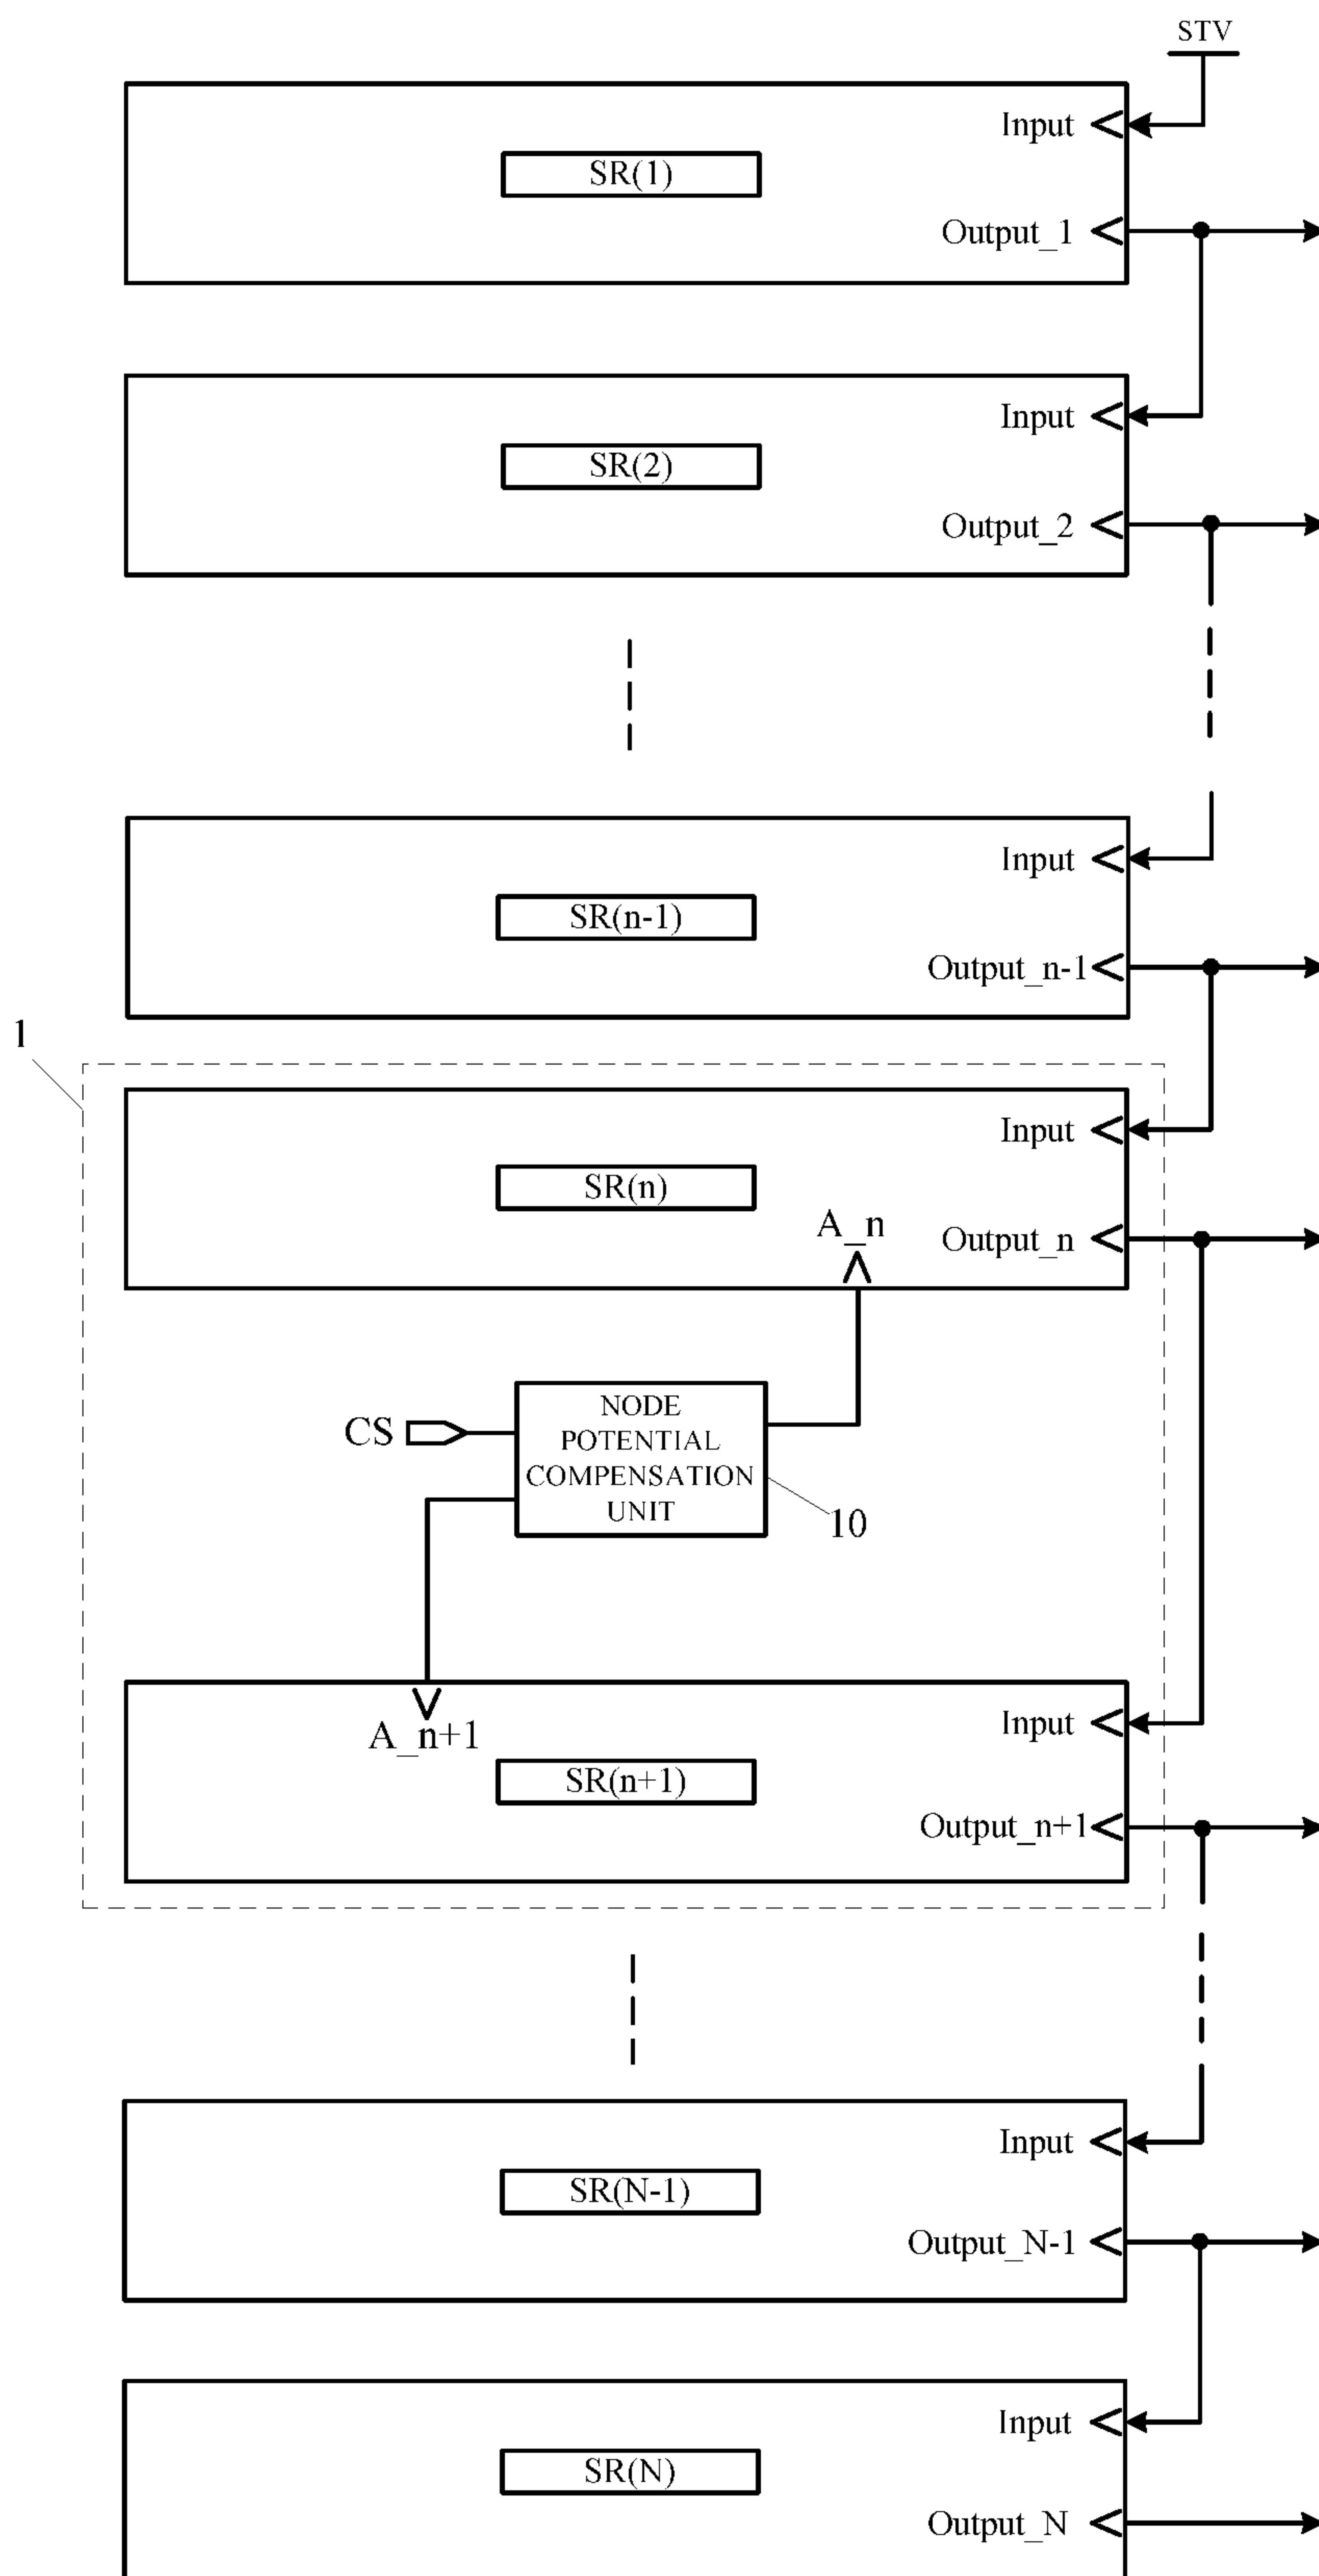 STV
Input
SR(1)
Output_1
Input
SR(2)
Output_2
Input
SR(n-1)
Output_n-1
1
Input
SR(n)
A_n
Output_n
CS
NODE
POTENTIAL
COMPENSATION
UNIT
10
Input
A_n+1
SR(n+1)
Output_n+1
Input
SR(N-1)
Output_N-1
Input
SR(N)
Output_N